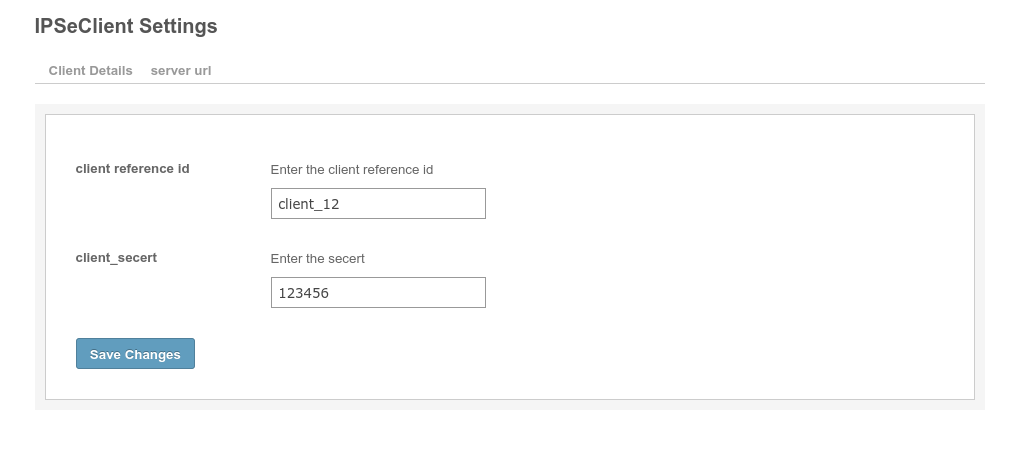 IPSeClient Settings
Client Details server url
client reference id Enter the client reference id
client_12
client_secert Enter the secert
123456
Save Changes